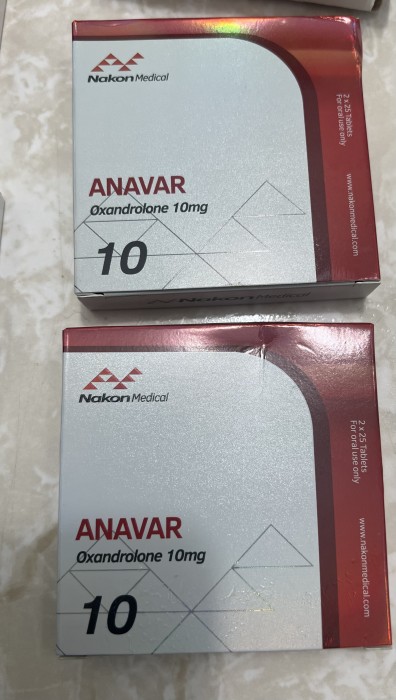 Nakon Medical
ANAVAR
Oxandrolone 10mg
10
2 x 25 Tablets
For oral use only
www.nakonmedical.com
Nakon Medical
Nakon Medical
ANAVAR
Oxandrolone 10mg
10
2 x 25 Tablets
For oral use only
www.nakonmedical.com